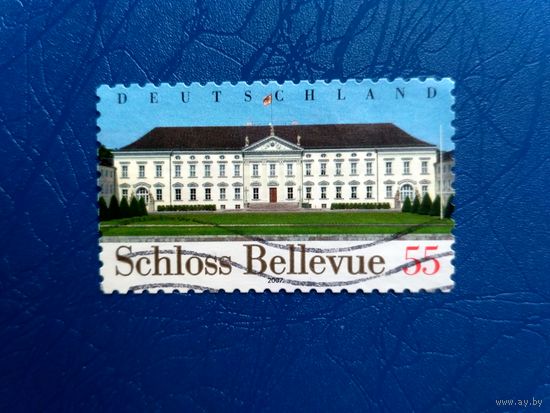 DEUTSCHLAND
Schloss Bellevue 55
2007
www.ay.by